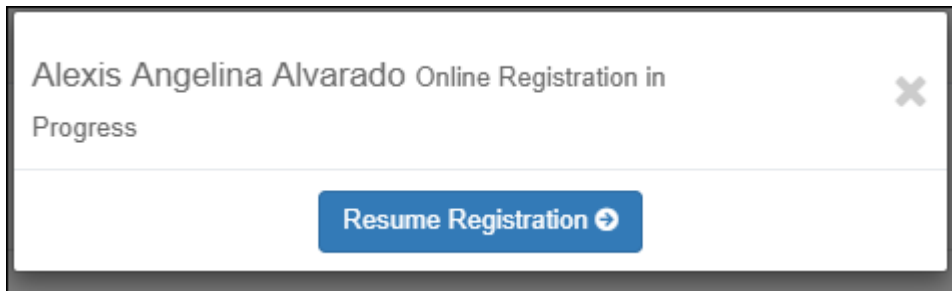 Alexis Angelina Alvarado Online Registration in
Progress
Resume Registration